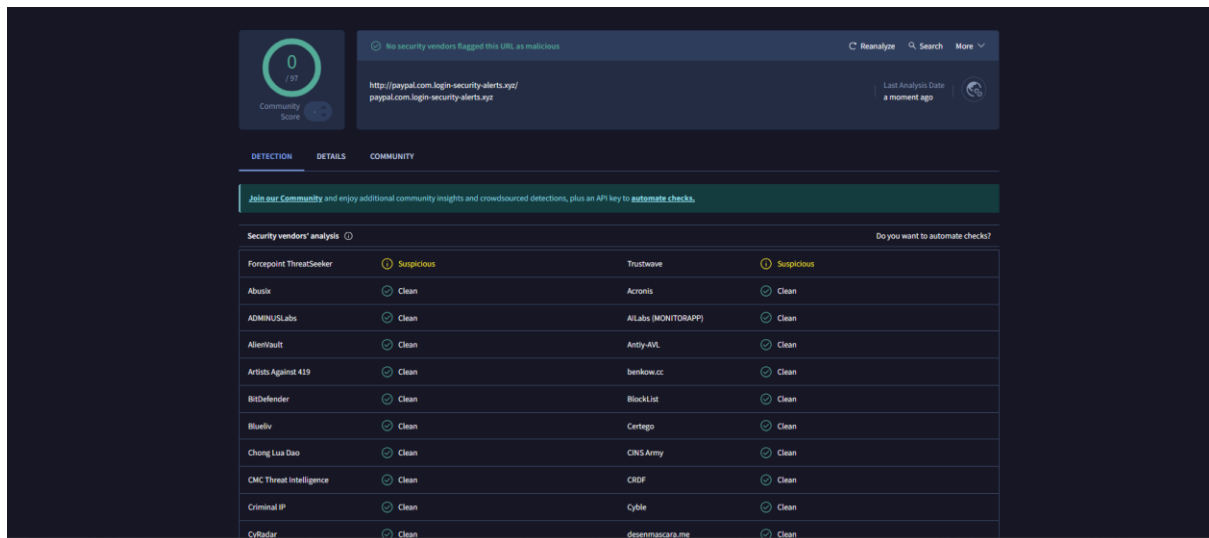 0
/ 97
Community
Score
No security vendors flagged this URL as malicious
Reanalyze Search More
http://paypal.com.login-security-alerts.xyz/
paypal.com.login-security-alerts.xyz
Last Analysis Date
a moment ago
DETECTION DETAILS COMMUNITY
Join our Community and enjoy additional community insights and crowdsourced detections, plus an API key to automate checks.
Security vendors' analysis Do you want to automate checks?
Forcepoint ThreatSeeker Suspicious Trustwave Suspicious
Abusix Clean Acronis Clean
ADMINUSLabs Clean AILabs (MONITORAPP) Clean
AlienVault Clean Antiy-AVL Clean
Artists Against 419 Clean benkow.cc Clean
BitDefender Clean BlockList Clean
Blueliv Clean Certego Clean
Chong Lua Dao Clean CINS Army Clean
CMC Threat Intelligence Clean CRDF Clean
Criminal IP Clean Cyble Clean
CyRadar Clean desenmascara.me Clean